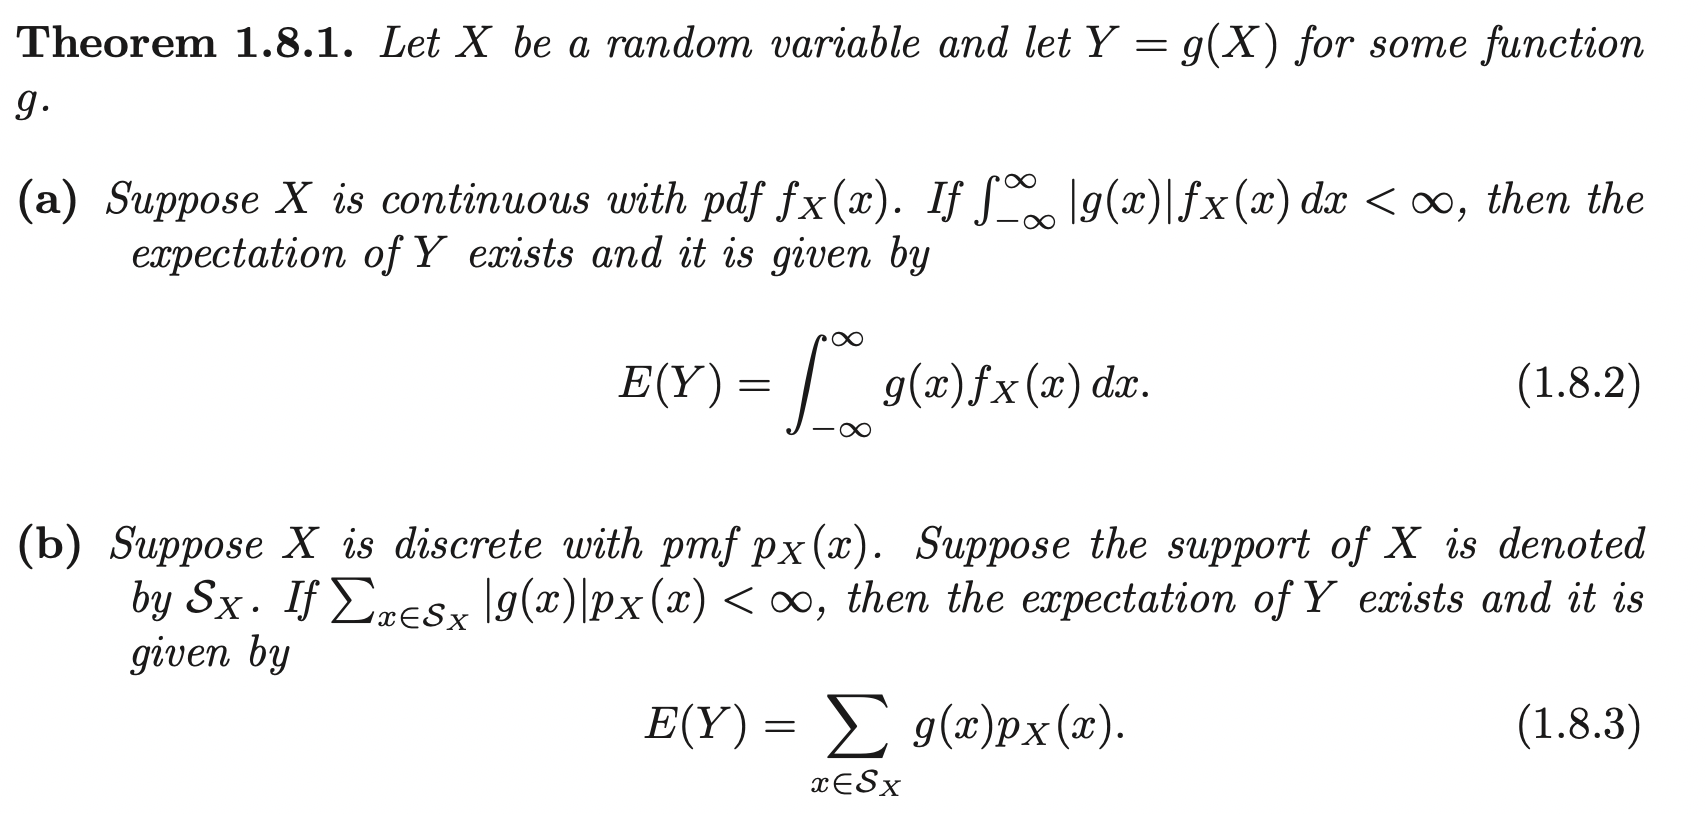 Theorem 1.8.1. Let X be a random variable and let Y = g(X) for some function
g.
(a) Suppose X is continuous with pdf f_X(x). If ∫_{-∞}^{∞} |g(x)|f_X(x) dx < ∞, then the
expectation of Y exists and it is given by
E(Y) = ∫_{-∞}^{∞} g(x)f_X(x) dx. (1.8.2)
(b) Suppose X is discrete with pmf p_X(x). Suppose the support of X is denoted
by 𝒮_X. If ∑_{x∈𝒮_X} |g(x)|p_X(x) < ∞, then the expectation of Y exists and it is
given by
E(Y) = ∑_{x∈𝒮_X} g(x)p_X(x). (1.8.3)